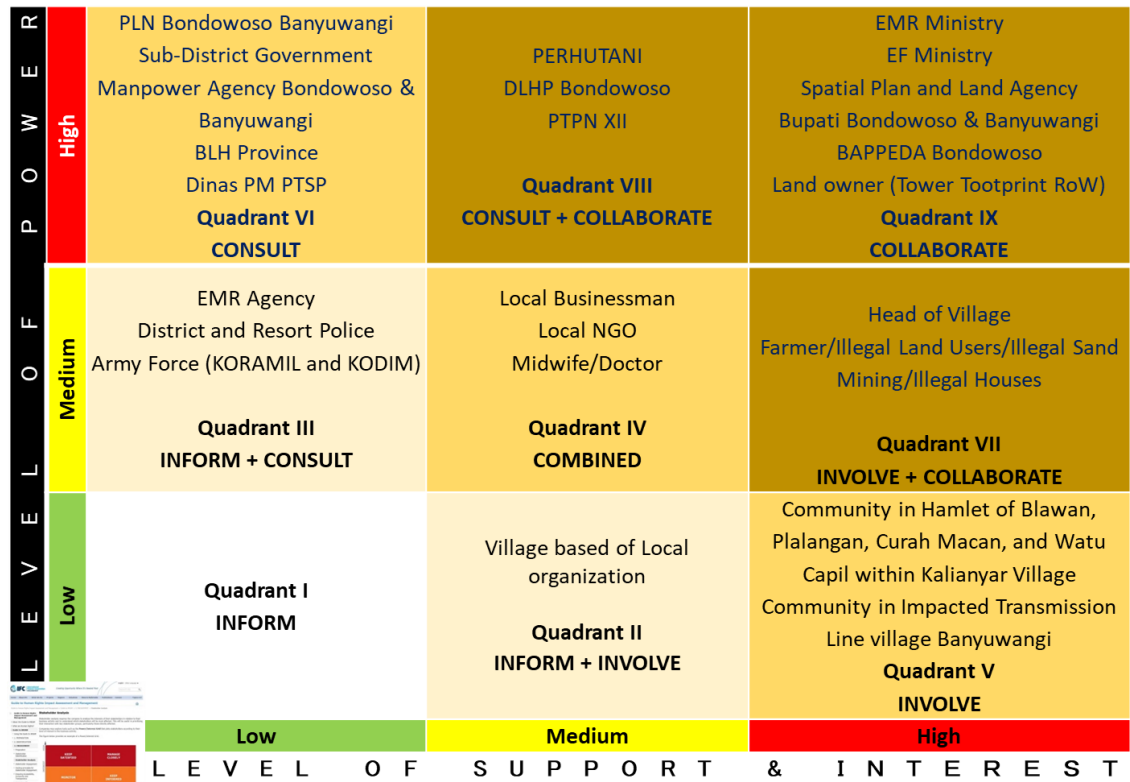 LEVEL OF POWER
High
PLN Bondowoso Banyuwangi
Sub-District Government
Manpower Agency Bondowoso &
Banyuwangi
BLH Province
Dinas PM PTSP
Quadrant VI
CONSULT
PERHUTANI
DLHP Bondowoso
PTPN XII
Quadrant VIII
CONSULT + COLLABORATE
EMR Ministry
EF Ministry
Spatial Plan and Land Agency
Bupati Bondowoso & Banyuwangi
BAPPEDA Bondowoso
Land owner (Tower Tootprint RoW)
Quadrant IX
COLLABORATE
Medium
EMR Agency
District and Resort Police
Army Force (KORAMIL and KODIM)
Quadrant III
INFORM + CONSULT
Local Businessman
Local NGO
Midwife/Doctor
Quadrant IV
COMBINED
Head of Village
Farmer/Illegal Land Users/Illegal Sand
Mining/Illegal Houses
Quadrant VII
INVOLVE + COLLABORATE
Low
Quadrant I
INFORM
Village based of Local
organization
Quadrant II
INFORM + INVOLVE
Community in Hamlet of Blawan,
Plalangan, Curah Macan, and Watu
Capil within Kalianyar Village
Community in Impacted Transmission
Line village Banyuwangi
Quadrant V
INVOLVE
IFC
Stakeholder Analysis
Low
Medium
High
LEVEL OF SUPPORT & INTEREST